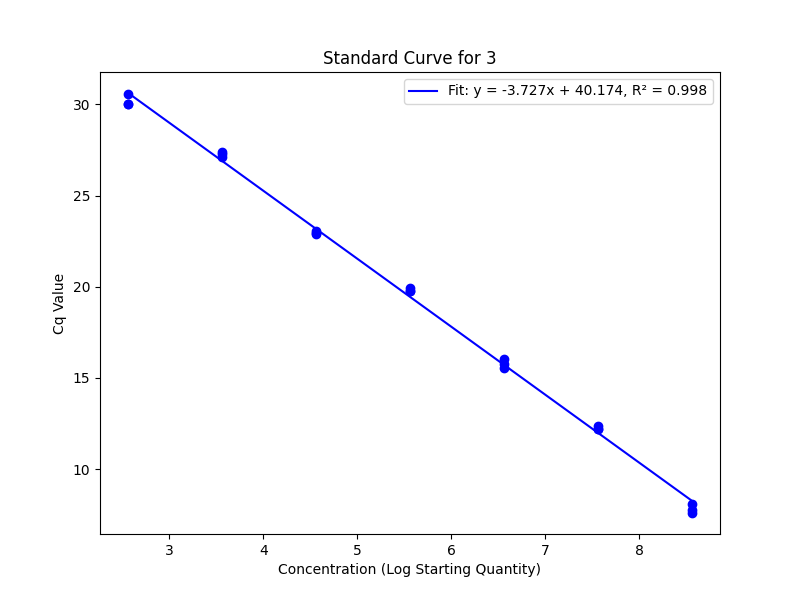 Standard Curve for 3
Fit: y = -3.727x + 40.174, R² = 0.998
30
25
20
15
10
Cq Value
3 4 5 6 7 8
Concentration (Log Starting Quantity)